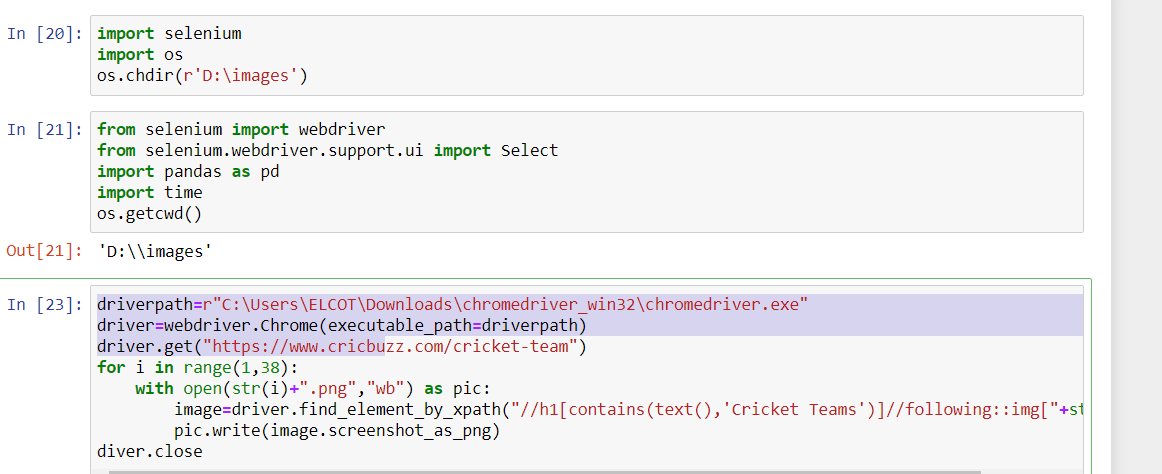 In [20]: import selenium
import os
os.chdir(r'D:\images')
In [21]: from selenium import webdriver
from selenium.webdriver.support.ui import Select
import pandas as pd
import time
os.getcwd()
Out[21]: 'D:\\images'
In [23]: driverpath=r"C:\Users\ELCOT\Downloads\chromedriver_win32\chromedriver.exe"
driver=webdriver.Chrome(executable_path=driverpath)
driver.get("https://www.cricbuzz.com/cricket-team")
for i in range(1,38):
    with open(str(i)+".png","wb") as pic:
        image=driver.find_element_by_xpath("//h1[contains(text(),'Cricket Teams')]//following::img["+st
        pic.write(image.screenshot_as_png)
diver.close